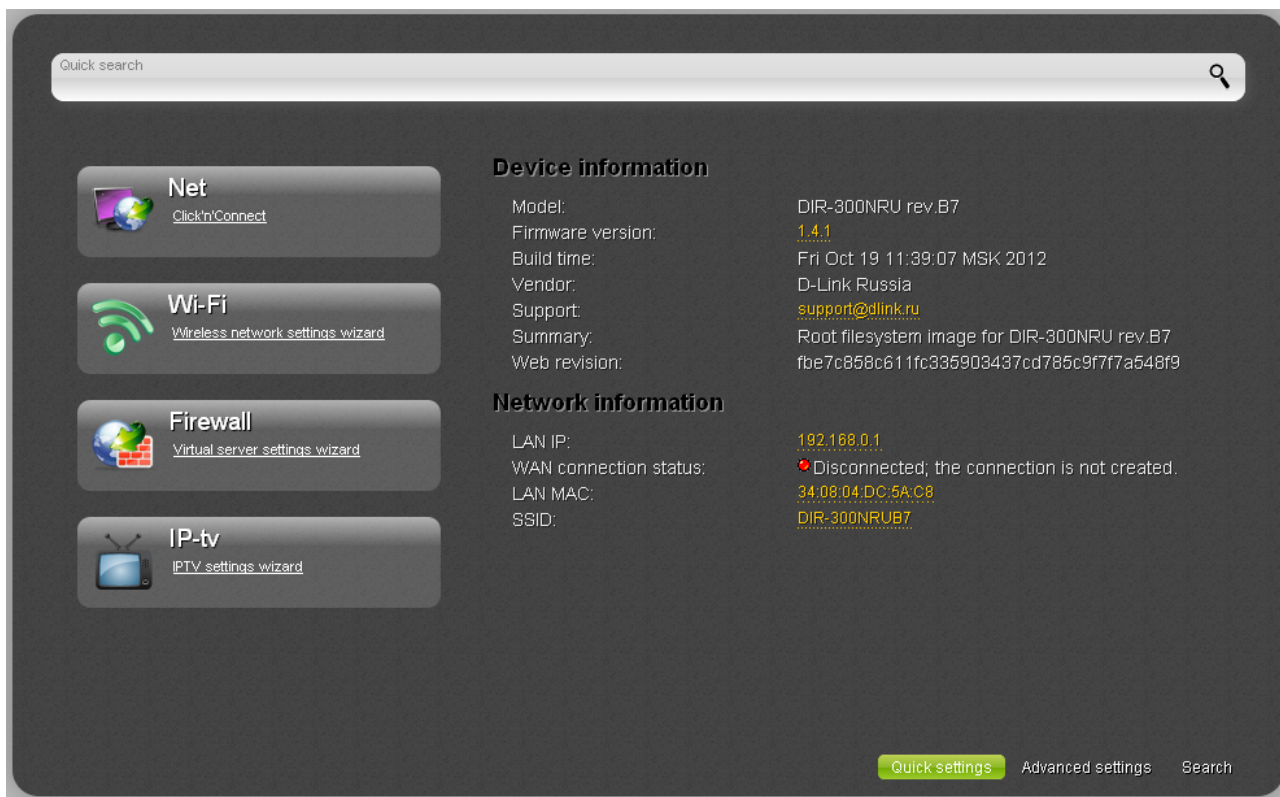 Quick search
Net
Click'n'Connect
Wi-Fi
Wireless network settings wizard
Firewall
Virtual server settings wizard
IP-tv
IPTV settings wizard
Device information
Model: DIR-300NRU rev.B7
Firmware version: 1.4.1
Build time: Fri Oct 19 11:39:07 MSK 2012
Vendor: D-Link Russia
Support: support@dlink.ru
Summary: Root filesystem image for DIR-300NRU rev.B7
Web revision: fbe7c858c611fc335903437cd785c9f7f7a548f9
Network information
LAN IP: 192.168.0.1
WAN connection status: Disconnected; the connection is not created.
LAN MAC: 34:08:04:DC:5A:C8
SSID: DIR-300NRUB7
Quick settings Advanced settings Search